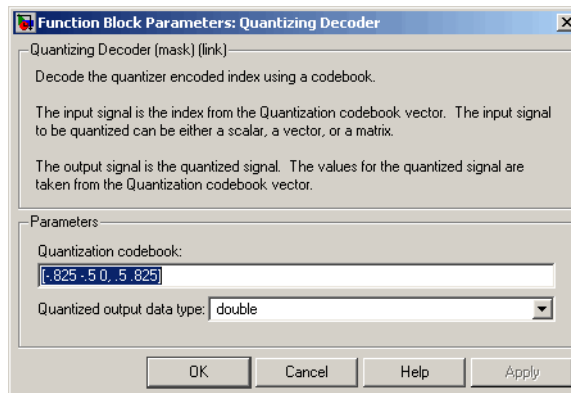 Function Block Parameters: Quantizing Decoder
Quantizing Decoder (mask) (link)
Decode the quantizer encoded index using a codebook.
The input signal is the index from the Quantization codebook vector. The input signal
to be quantized can be either a scalar, a vector, or a matrix.
The output signal is the quantized signal. The values for the quantized signal are
taken from the Quantization codebook vector.
Parameters
Quantization codebook:
[-.825 -.5 0, .5 .825]
Quantized output data type: double
OK Cancel Help Apply